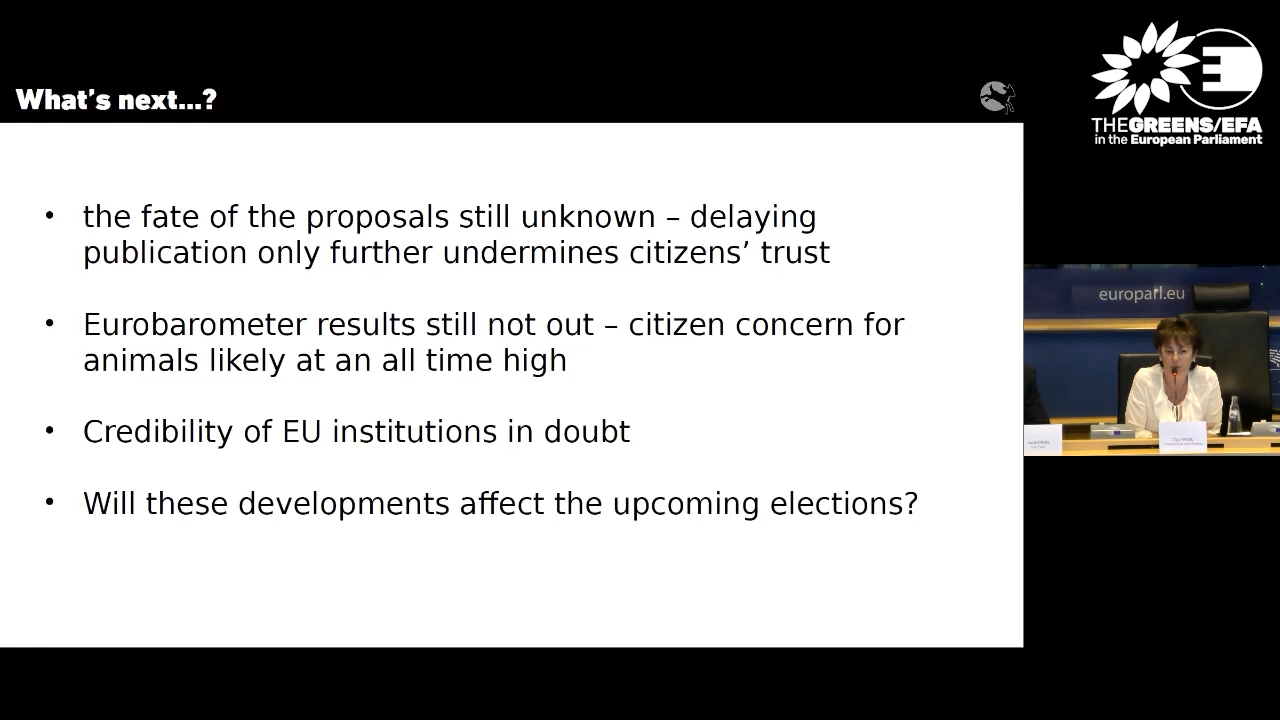 What's next...?
THEGREENS/EFA
in the European Parliament
• the fate of the proposals still unknown – delaying
publication only further undermines citizens’ trust
• Eurobarometer results still not out – citizen concern for
animals likely at an all time high
• Credibility of EU institutions in doubt
• Will these developments affect the upcoming elections?
europarl.eu